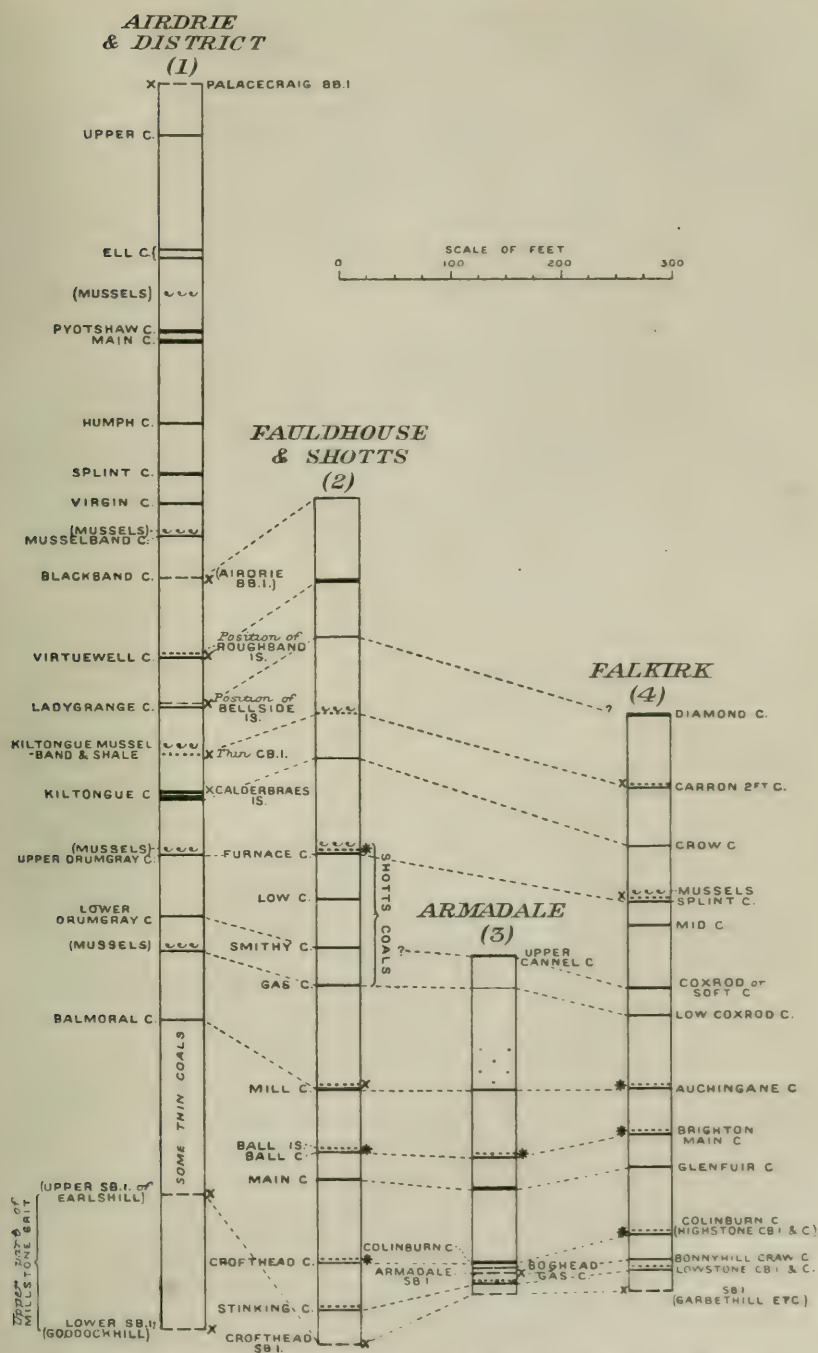 AIRDRIE
& DISTRICT
(1)
PALACECRAIG BB.I
UPPER C.
ELL C.
(MUSSELS)
PYOTSHAW C.
MAIN C.
HUMPH C.
SPLINT C.
VIRGIN C.
(MUSSELS)
MUSSELBAND C.
BLACKBAND C.
(AIRDRIE
BB.I.)
VIRTUEWELL C.
Position of
ROUGHBAND
IS.
LADYGRANGE C.
Position of
BELLSIDE
IS.
KILTONGUE MUSSEL
-BAND & SHALE
Thin CB.I.
KILTONGUE C
CALDERBRAES
IS.
(MUSSELS)
UPPER DRUMGRAY C.
LOWER
DRUMGRAY C
(MUSSELS)
BALMORAL C.
SOME THIN COALS
(UPPER SB.I. of
EARLSHILL)
Upper part of
MILLSTONE GRIT
LOWER SB.I.
(GODDOCKHILL)
SCALE OF FEET
0 100 200 300
FAULDHOUSE
& SHOTTS
(2)
FURNACE C.
LOW C.
SMITHY C.
GAS C.
SHOTTS COALS
MILL C.
BALL IS.
BALL C.
MAIN C.
CROFTHEAD C.
STINKING C.
CROFTHEAD
SB I.
ARMADALE
(3)
?
UPPER
CANNEL C
COLINBURN C
ARMADALE
SB I
BOGHEAD
GAS C.
FALKIRK
(4)
?
DIAMOND C.
CARRON 2FT C.
CROW C
MUSSELS
SPLINT C.
MID C
COXROD or
SOFT C
LOW COXROD C.
AUCHINGANE C
BRIGHTON
MAIN C
GLENFUIR C
COLINBURN C
(HIGHSTONE CB I & C)
BONNYHILL CRAW C
LOWSTONE CB I & C.
SB I
(GARBETHILL ETC)